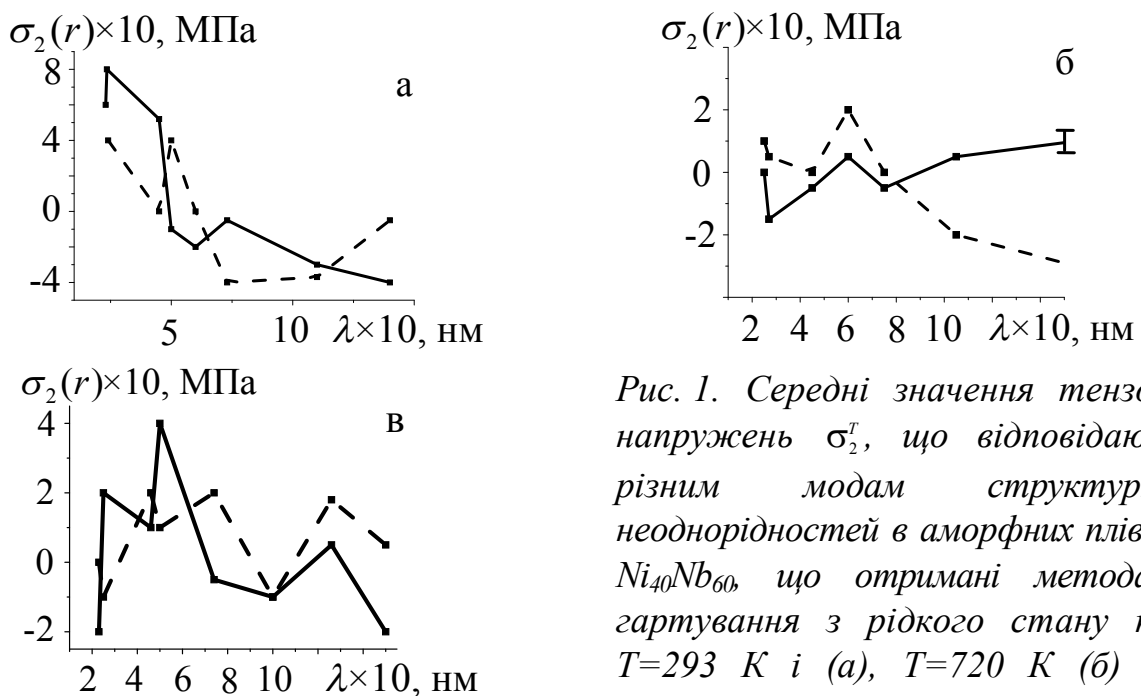 σ₂(r)×10, МПа
8
4
0
-4
а
5
10
λ×10, нм
σ₂(r)×10, МПа
2
0
-2
б
2
4
6
8
10
λ×10, нм
σ₂(r)×10, МПа
4
2
0
-2
в
2
4
6
8
10
λ×10, нм
Рис. 1. Середні значення тензо
напружень σ₂ᵀ, що відповідаю
різним модам структур
неоднорідностей в аморфних плів
Ni₄₀Nb₆₀, що отримані метода
гартування з рідкого стану п
T=293 К і (а), T=720 К (б)